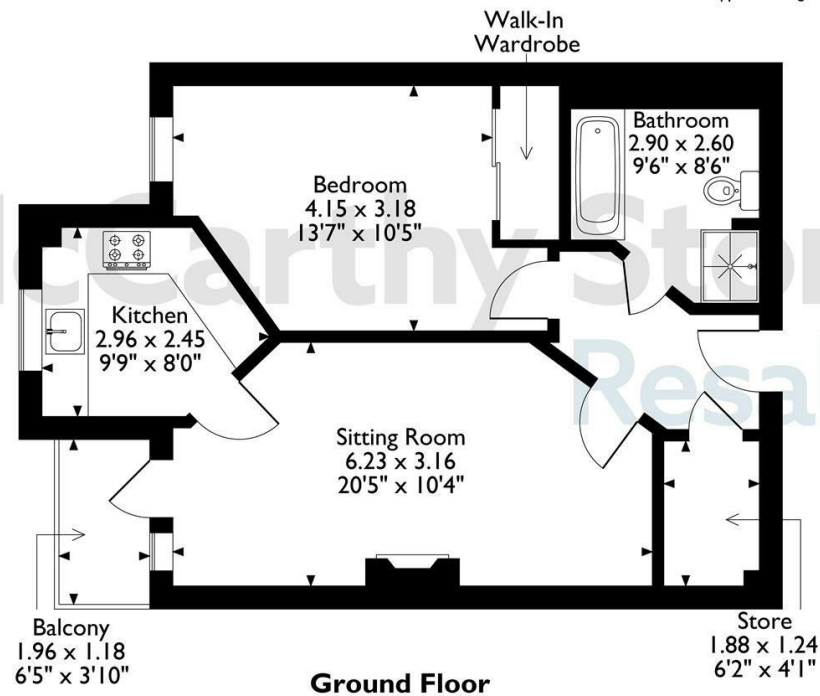 Walk-In
Wardrobe
Bathroom
2.90 x 2.60
9'6" x 8'6"
Bedroom
4.15 x 3.18
13'7" x 10'5"
McCarthy Sto
Resa
Kitchen
2.96 x 2.45
9'9" x 8'0"
Sitting Room
6.23 x 3.16
20'5" x 10'4"
Balcony
1.96 x 1.18
6'5" x 3'10"
Store
1.88 x 1.24
6'2" x 4'1"
Ground Floor